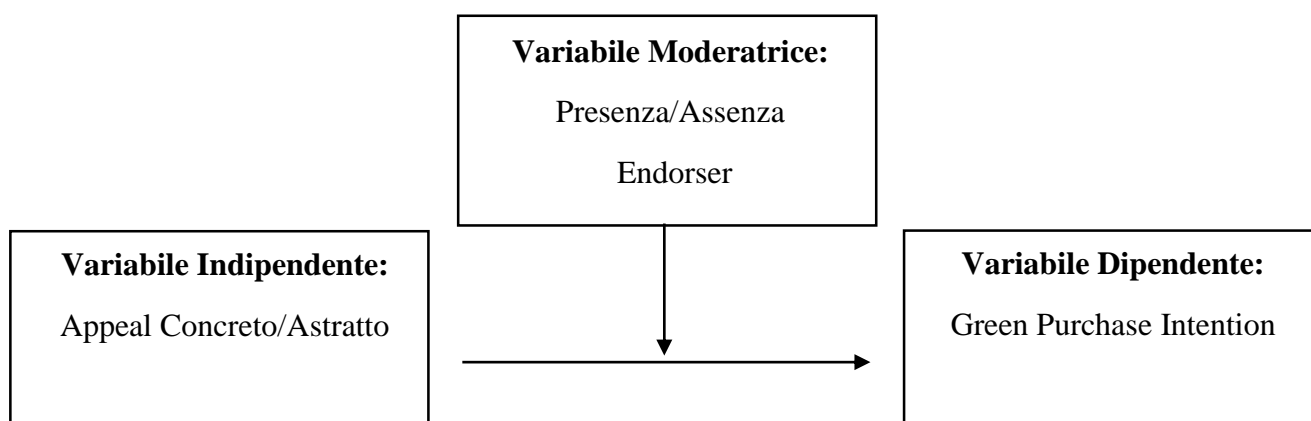 Variabile Moderatrice:
Presenza/Assenza
Endorser
Variabile Indipendente:
Appeal Concreto/Astratto
Variabile Dipendente:
Green Purchase Intention